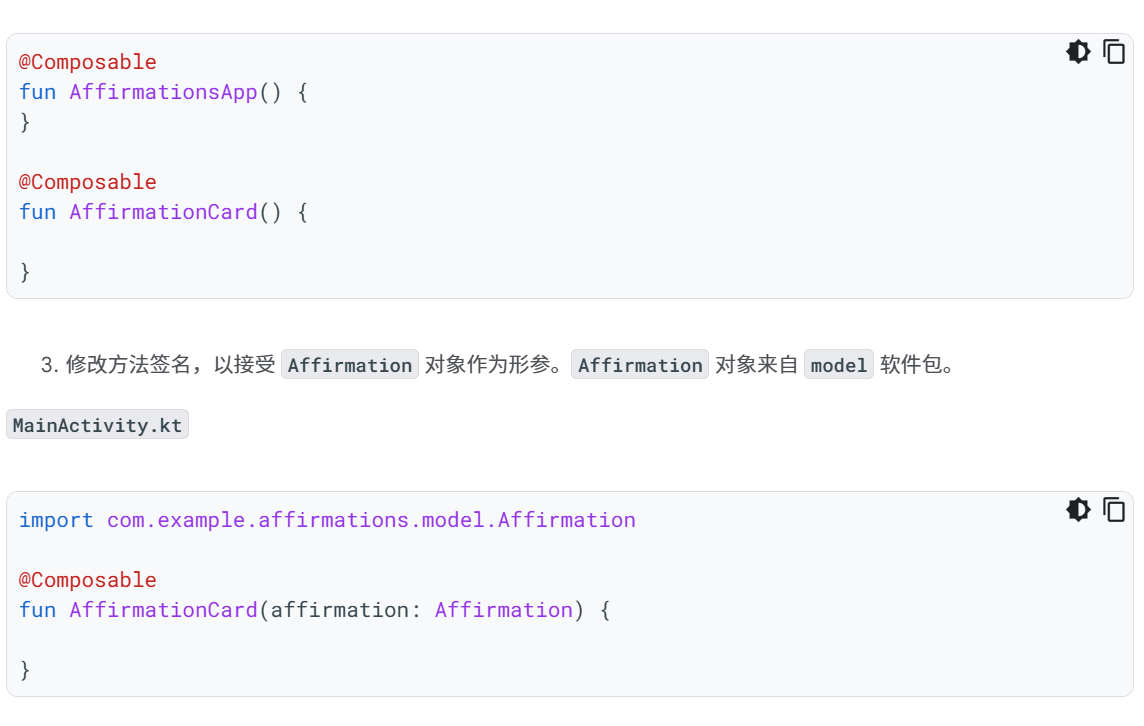 @Composable
fun AffirmationsApp() {
}
@Composable
fun AffirmationCard() {
}
3. 修改方法签名，以接受 Affirmation 对象作为形参。Affirmation 对象来自 model 软件包。
MainActivity.kt
import com.example.affirmations.model.Affirmation
@Composable
fun AffirmationCard(affirmation: Affirmation) {
}